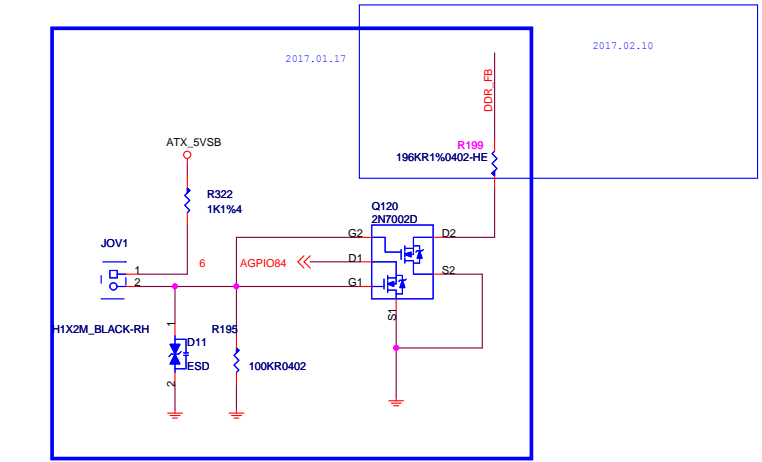 2017.01.17
2017.02.10
DDR_FB
ATX_5VSB
R199
196KR1%0402-HE
R322
1K1%4
Q120
2N7002D
JOV1
G2
D2
1
6
AGPIO84
D1
S2
2
G1
S1
H1X2M_BLACK-RH
1
R195
D11
ESD
100KR0402
2